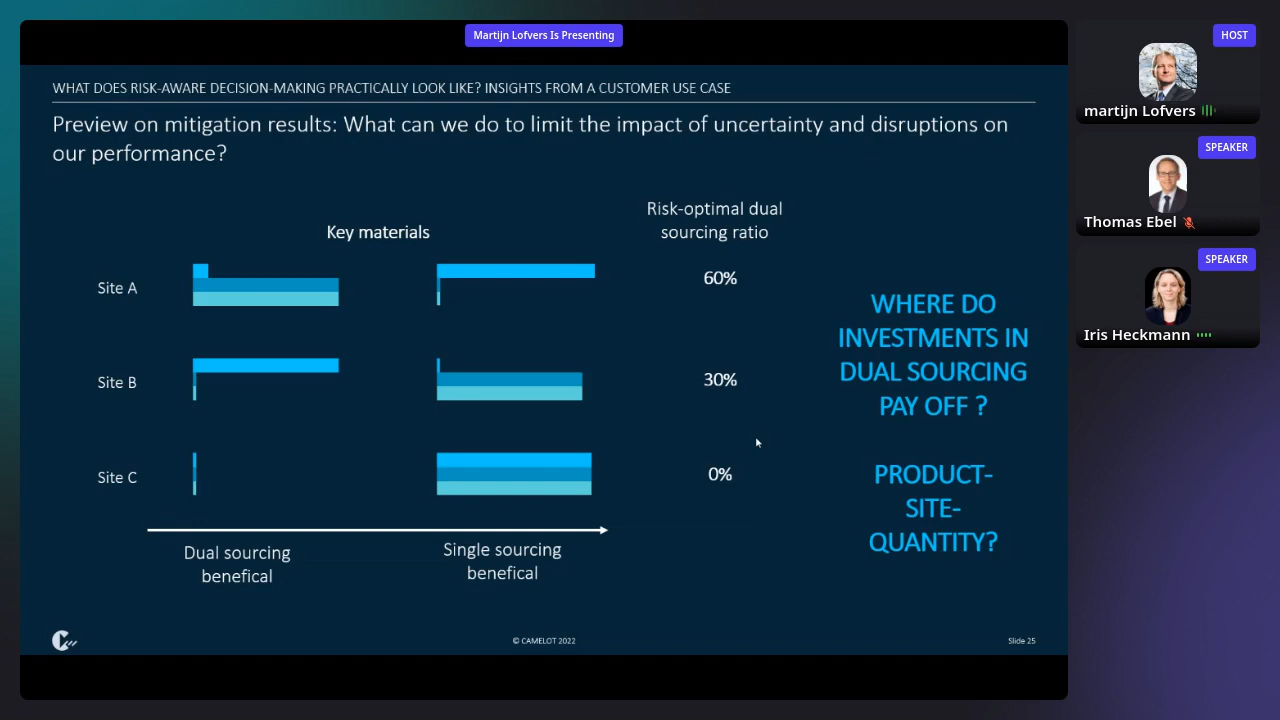 Martijn Lofvers Is Presenting
WHAT DOES RISK-AWARE DECISION-MAKING PRACTICALLY LOOK LIKE? INSIGHTS FROM A CUSTOMER USE CASE
Preview on mitigation results: What can we do to limit the impact of uncertainty and disruptions on
our performance?
Key materials
Risk-optimal dual
sourcing ratio
Site A
60%
Site B
30%
Site C
0%
Dual sourcing
benefical
Single sourcing
benefical
WHERE DO
INVESTMENTS IN
DUAL SOURCING
PAY OFF ?
PRODUCT-
SITE-
QUANTITY?
© CAMELOT 2022
Slide 25
HOST
martijn Lofvers
SPEAKER
Thomas Ebel
SPEAKER
Iris Heckmann